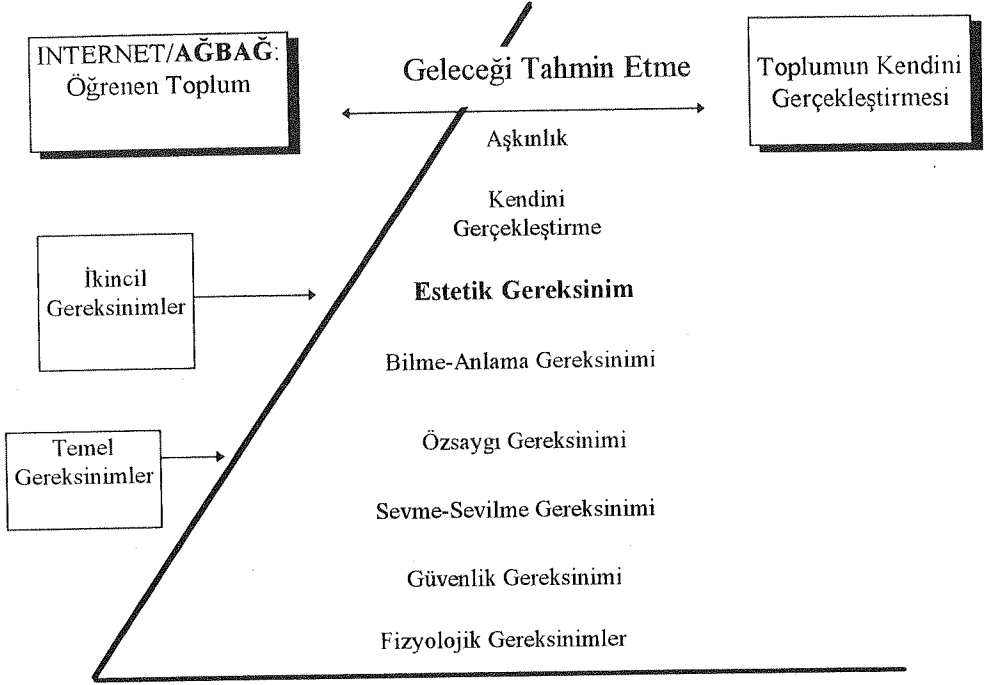 INTERNET/AĞBAĞ:
Öğrenen Toplum
Geleceği Tahmin Etme
Toplumun Kendini
Gerçekleştirmesi
Aşkınlık
Kendini
Gerçekleştirme
İkincil
Gereksinimler
Estetik Gereksinim
Bilme-Anlama Gereksinimi
Temel
Gereksinimler
Özsaygı Gereksinimi
Sevme-Sevilme Gereksinimi
Güvenlik Gereksinimi
Fizyolojik Gereksinimler